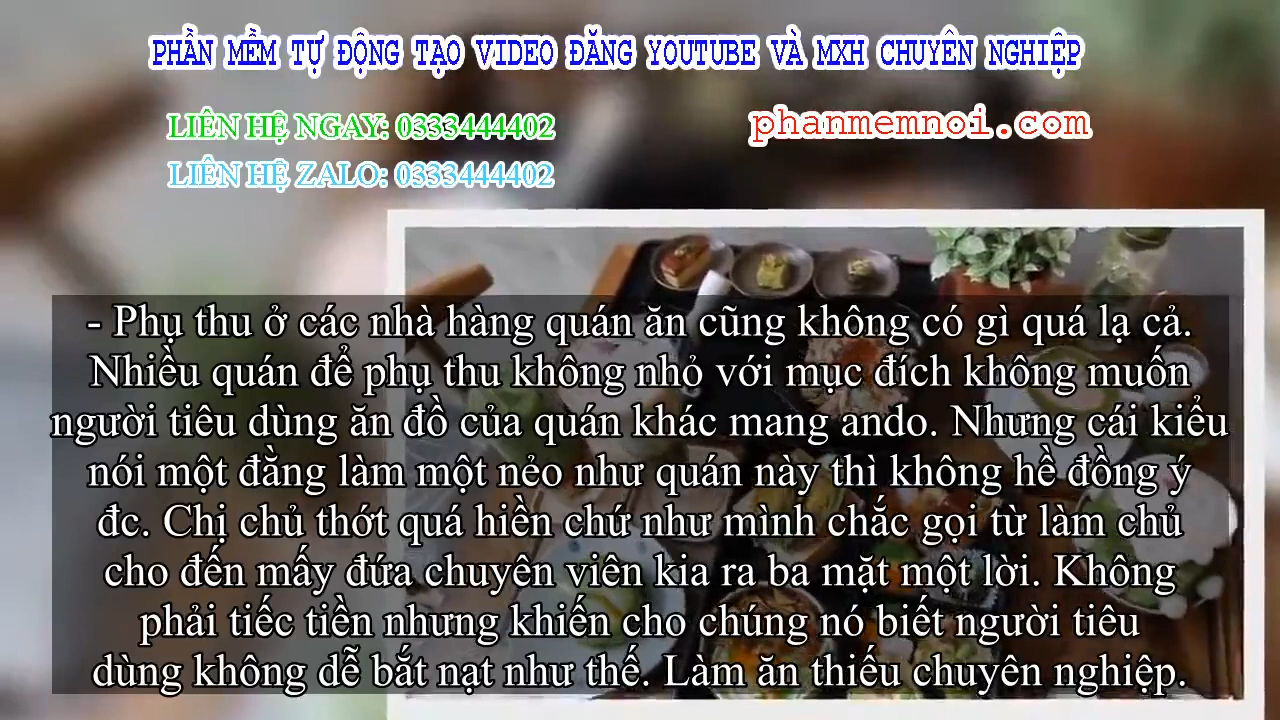 PHẦN MỀM TỰ ĐỘNG TẠO VIDEO ĐĂNG YOUTUBE VÀ MXH CHUYÊN NGHIỆP
LIÊN HỆ NGAY: 0333444402
phanmemnoi.com
LIÊN HỆ ZALO: 0333444402
- Phụ thu ở các nhà hàng quán ăn cũng không có gì quá lạ cả.
Nhiều quán để phụ thu không nhỏ với mục đích không muốn
người tiêu dùng ăn đồ của quán khác mang ando. Nhưng cái kiểu
nói một đằng làm một nẻo như quán này thì không hề đồng ý
đc. Chị chủ thớt quá hiền chứ như mình chắc gọi từ làm chủ
cho đến mấy đứa chuyên viên kia ra ba mặt một lời. Không
phải tiếc tiền nhưng khiến cho chúng nó biết người tiêu
dùng không dễ bắt nạt như thế. Làm ăn thiếu chuyên nghiệp.